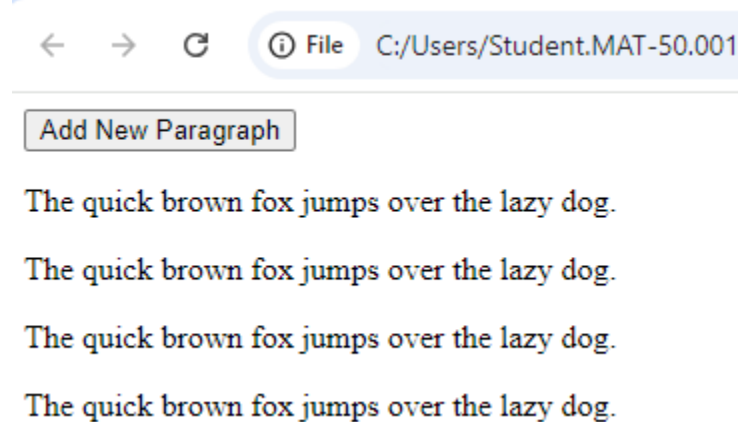 File C:/Users/Student.MAT-50.001
Add New Paragraph
The quick brown fox jumps over the lazy dog.
The quick brown fox jumps over the lazy dog.
The quick brown fox jumps over the lazy dog.
The quick brown fox jumps over the lazy dog.